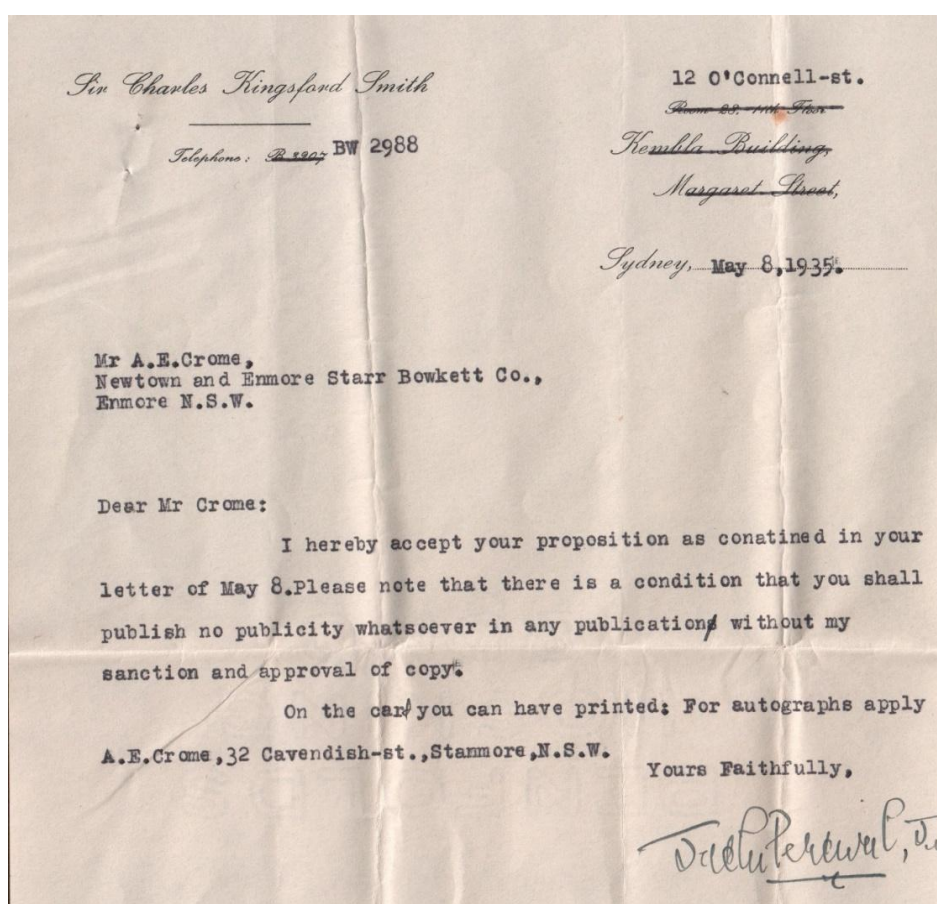 Sir Charles Kingsford Smith
Telephone: B 2207 BW 2988
12 O'Connell-st.
Room 28. 11th Floor
Kembla Building,
Margaret Street,
Sydney, May 8,1935.
Mr A.E.Crome,
Newtown and Enmore Starr Bowkett Co.,
Enmore N.S.W.
Dear Mr Crome:
I hereby accept your proposition as conatined in your
letter of May 8.Please note that there is a condition that you shall
publish no publicity whatsoever in any publication without my
sanction and approval of copy.
On the card you can have printed: For autographs apply
A.E.Crome,32 Cavendish-st.,Stanmore,N.S.W.
Yours Faithfully,
Percival,